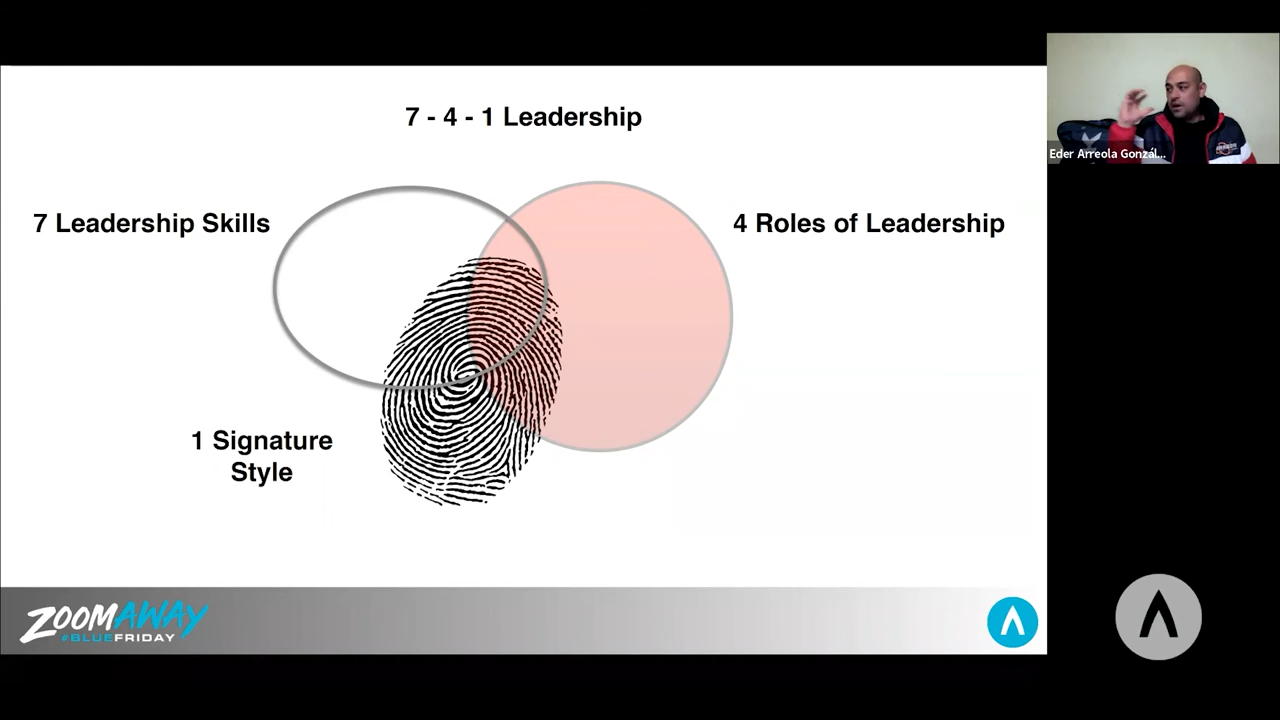 7 - 4 - 1 Leadership
7 Leadership Skills
4 Roles of Leadership
1 Signature
Style
ZOOMAWAY
#BLUEFRIDAY
Eder Arreola Gonzál...